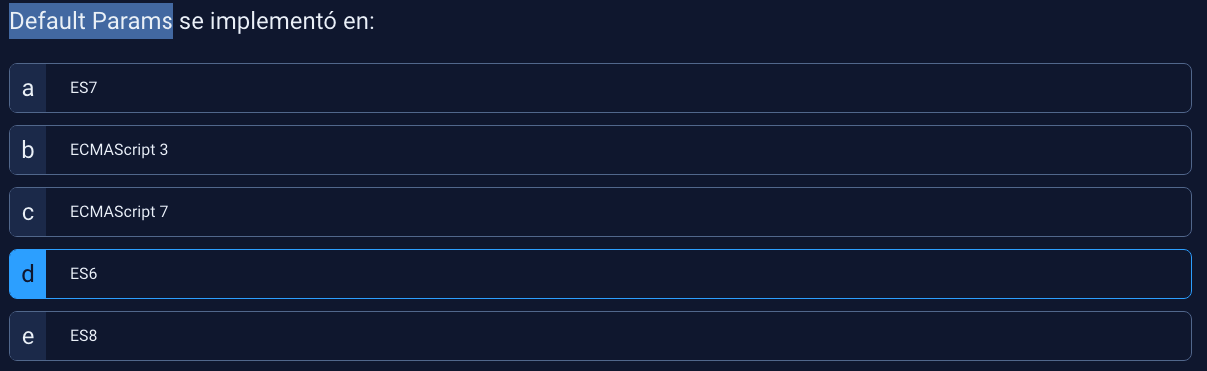 Default Params se implementó en:
a ES7
b ECMAScript 3
c ECMAScript 7
d ES6
e ES8